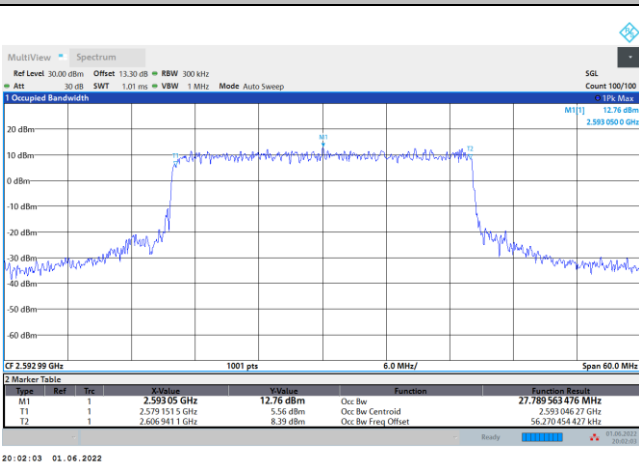 MultiView Spectrum
Ref Level 30.00 dBm Offset 13.30 dB RBW 300 kHz SGL
Att 30 dB SWT 1.01 ms VBW 1 MHz Mode Auto Sweep Count 100/100
1 Occupied Bandwidth 1Pk Max
M1[1] 12.76 dBm
2.593 050 0 GHz
20 dBm
M1
T1
T2
10 dBm
0 dBm
-10 dBm
-20 dBm
-30 dBm
-40 dBm
-50 dBm
-60 dBm
CF 2.592 99 GHz 1001 pts 6.0 MHz/ Span 60.0 MHz
2 Marker Table
Type Ref Trc X-Value Y-Value Function Function Result
M1 1 2.593 05 GHz 12.76 dBm Occ Bw 27.789 563 476 MHz
T1 1 2.579 151 5 GHz 5.56 dBm Occ Bw Centroid 2.593 046 27 GHz
T2 1 2.606 941 1 GHz 8.39 dBm Occ Bw Freq Offset 56.270 454 427 kHz
Ready 01.06.2022
20:02:03
20:02:03 01.06.2022